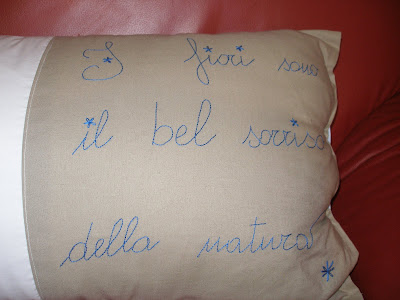 I fiori sono
il bel sorriso
della natura